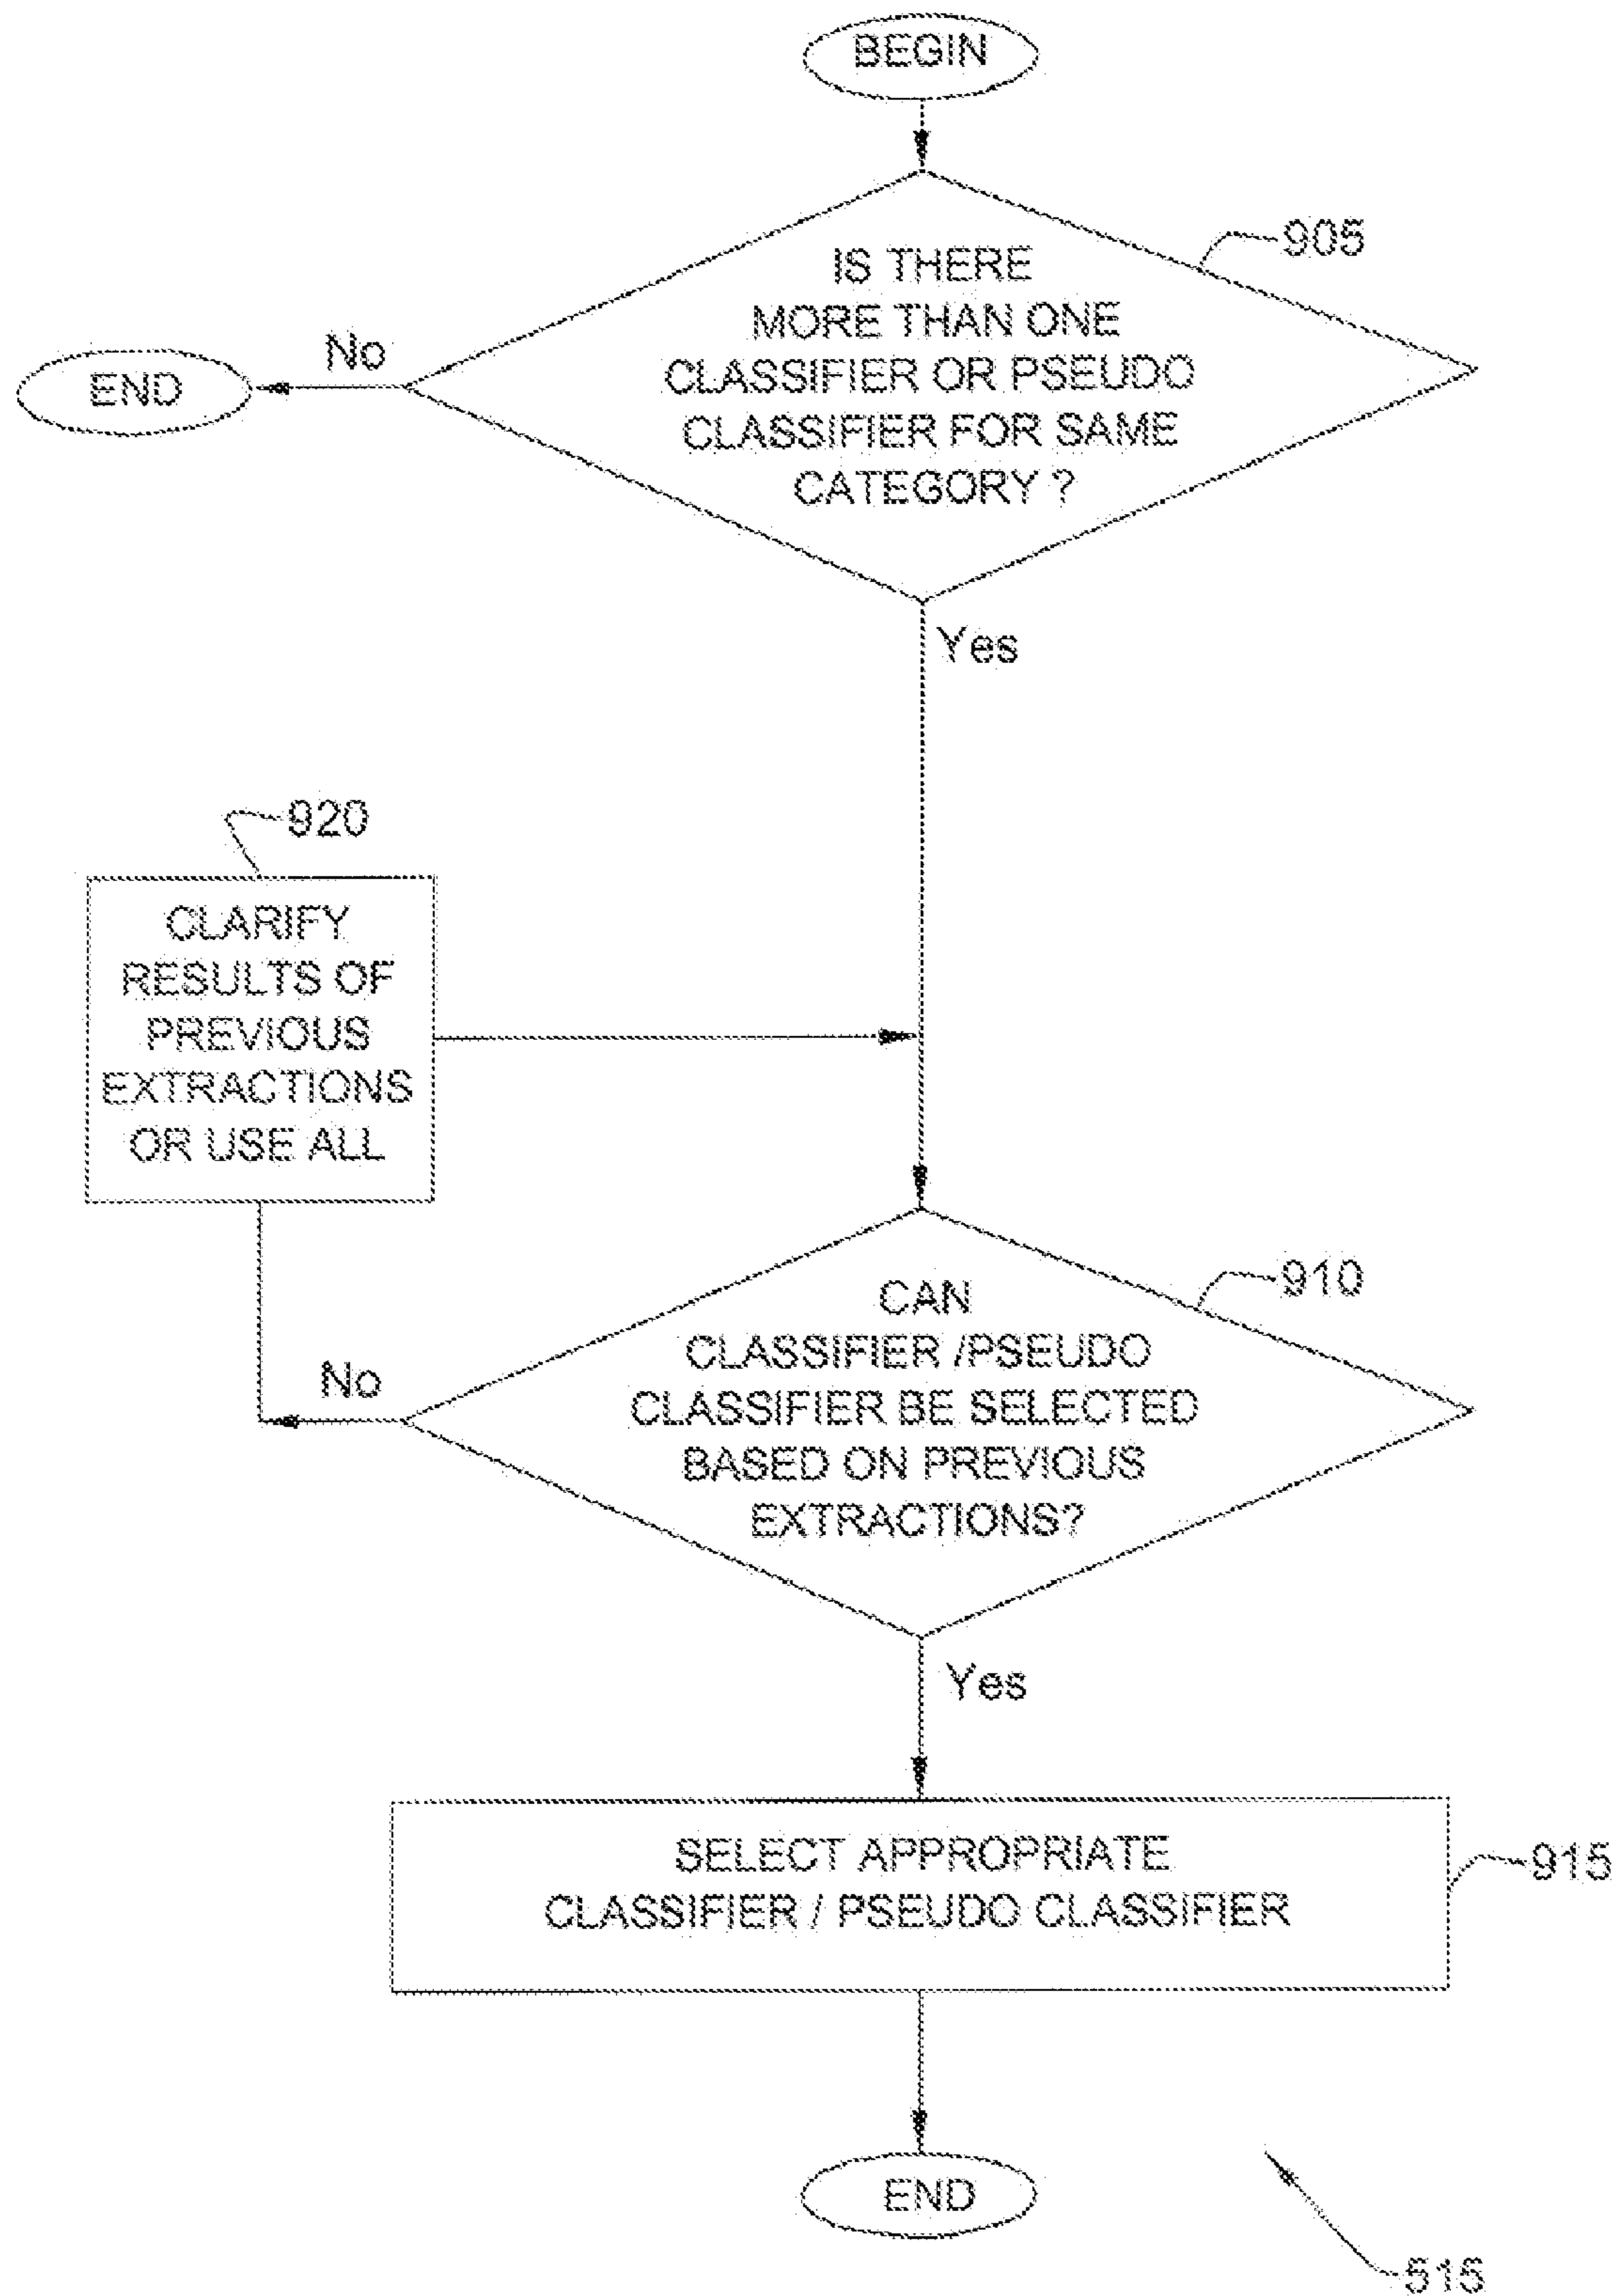 BEGIN
905
IS THERE
MORE THAN ONE
CLASSIFIER OR PSEUDO
CLASSIFIER FOR SAME
CATEGORY ?
No
END
Yes
920
CLARIFY
RESULTS OF
PREVIOUS
EXTRACTIONS
OR USE ALL
910
CAN
CLASSIFIER /PSEUDO
CLASSIFIER BE SELECTED
BASED ON PREVIOUS
EXTRACTIONS?
No
Yes
SELECT APPROPRIATE
CLASSIFIER / PSEUDO CLASSIFIER
915
END
515